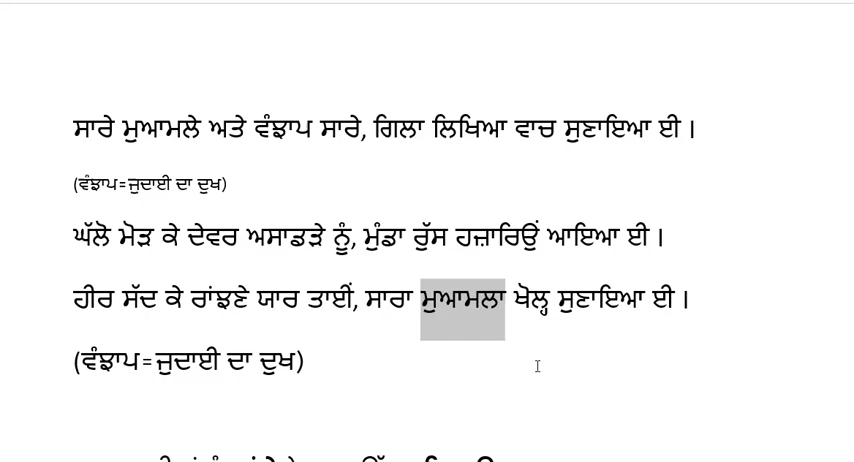 ਸਾਰੇ ਮੁਆਮਲੇ ਅਤੇ ਵੰਝਾਪ ਸਾਰੇ, ਗਿਲਾ ਲਿਖਿਆ ਵਾਚ ਸੁਣਾਇਆ ਈ ।
(ਵੰਝਾਪ=ਜੁਦਾਈ ਦਾ ਦੁਖ)
ਘੱਲੋ ਮੋੜ ਕੇ ਦੇਵਰ ਅਸਾਡੜੇ ਨੂੰ, ਮੁੰਡਾ ਰੁੱਸ ਹਜ਼ਾਰਿਉਂ ਆਇਆ ਈ ।
ਹੀਰ ਸੱਦ ਕੇ ਰਾਂਝਣੇ ਯਾਰ ਤਾਈਂ, ਸਾਰਾ ਮੁਆਮਲਾ ਖੋਲ੍ਹ ਸੁਣਾਇਆ ਈ ।
(ਵੰਝਾਪ=ਜੁਦਾਈ ਦਾ ਦੁਖ)